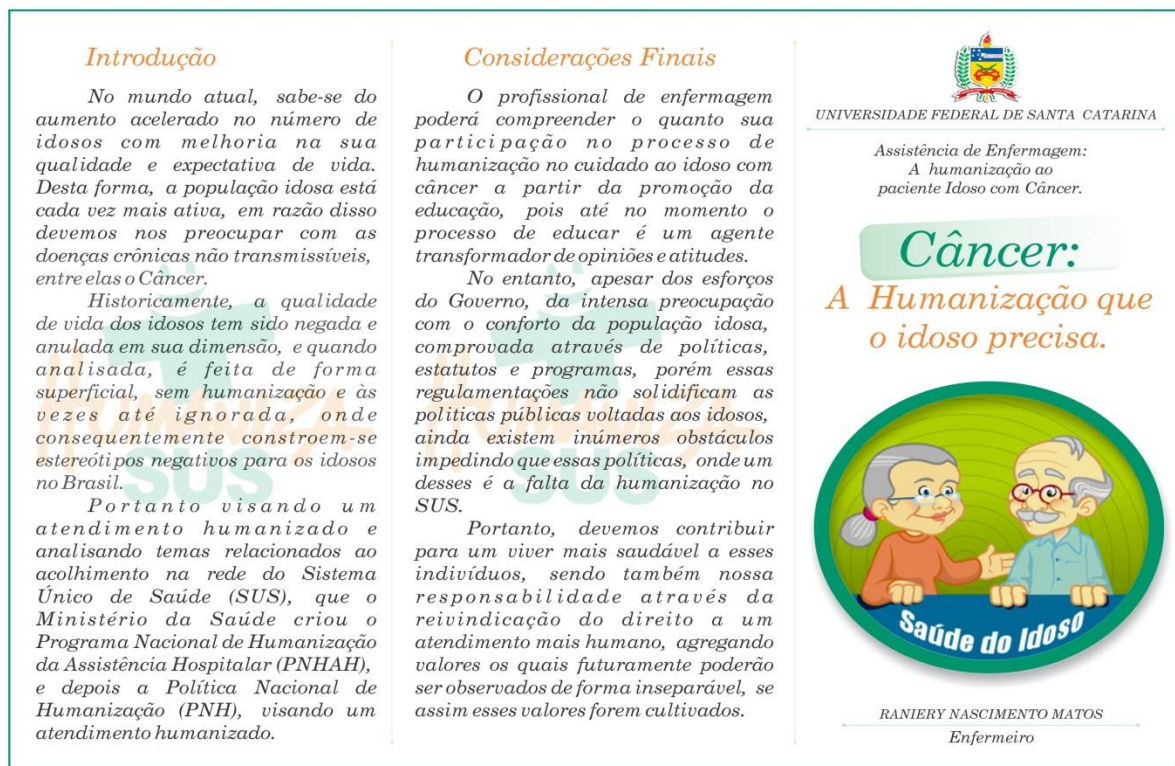 Introdução
No mundo atual, sabe-se do
aumento acelerado no número de
idosos com melhoria na sua
qualidade e expectativa de vida.
Desta forma, a população idosa está
cada vez mais ativa, em razão disso
devemos nos preocupar com as
doenças crônicas não transmissíveis,
entre elas o Câncer.
Historicamente, a qualidade
de vida dos idosos tem sido negada e
anulada em sua dimensão, e quando
analisada, é feita de forma
superficial, sem humanização e às
vezes até ignorada, onde
consequentemente constroem-se
estereótipos negativos para os idosos
no Brasil.
Portanto visando um
atendimento humanizado e
analisando temas relacionados ao
acolhimento na rede do Sistema
Único de Saúde (SUS), que o
Ministério da Saúde criou o
Programa Nacional de Humanização
da Assistência Hospitalar (PNHAH),
e depois a Política Nacional de
Humanização (PNH), visando um
atendimento humanizado.
HUMANIZA
SUS
Considerações Finais
O profissional de enfermagem
poderá compreender o quanto sua
participação no processo de
humanização no cuidado ao idoso com
câncer a partir da promoção da
educação, pois até no momento o
processo de educar é um agente
transformador de opiniões e atitudes.
No entanto, apesar dos esforços
do Governo, da intensa preocupação
com o conforto da população idosa,
comprovada através de políticas,
estatutos e programas, porém essas
regulamentações não solidificam as
politicas públicas voltadas aos idosos,
ainda existem inúmeros obstáculos
impedindo que essas políticas, onde um
desses é a falta da humanização no
SUS.
Portanto, devemos contribuir
para um viver mais saudável a esses
indivíduos, sendo também nossa
responsabilidade através da
reivindicação do direito a um
atendimento mais humano, agregando
valores os quais futuramente poderão
ser observados de forma inseparável, se
assim esses valores forem cultivados.
HUMANIZA
SUS
UNIVERSIDADE FEDERAL DE SANTA CATARINA
Assistência de Enfermagem:
A humanização ao
paciente Idoso com Câncer.
Câncer:
A Humanização que
o idoso precisa.
Saúde do Idoso
RANIERY NASCIMENTO MATOS
Enfermeiro